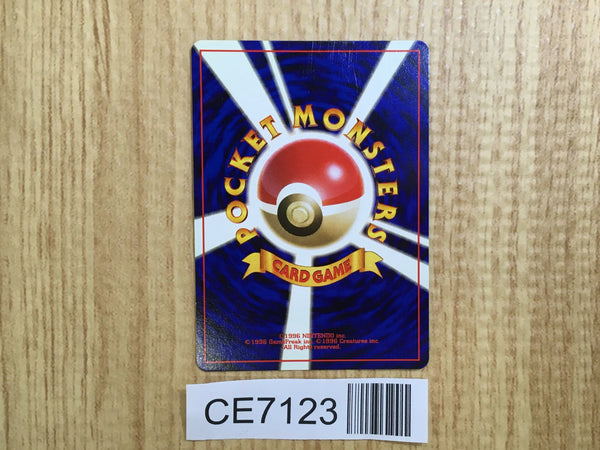 POCKET MONSTERS
CARD GAME
©1996 NINTENDO inc.
©1996 GameFreak inc. ©1996 Creatures inc.
All Rights reserved.
CE7123